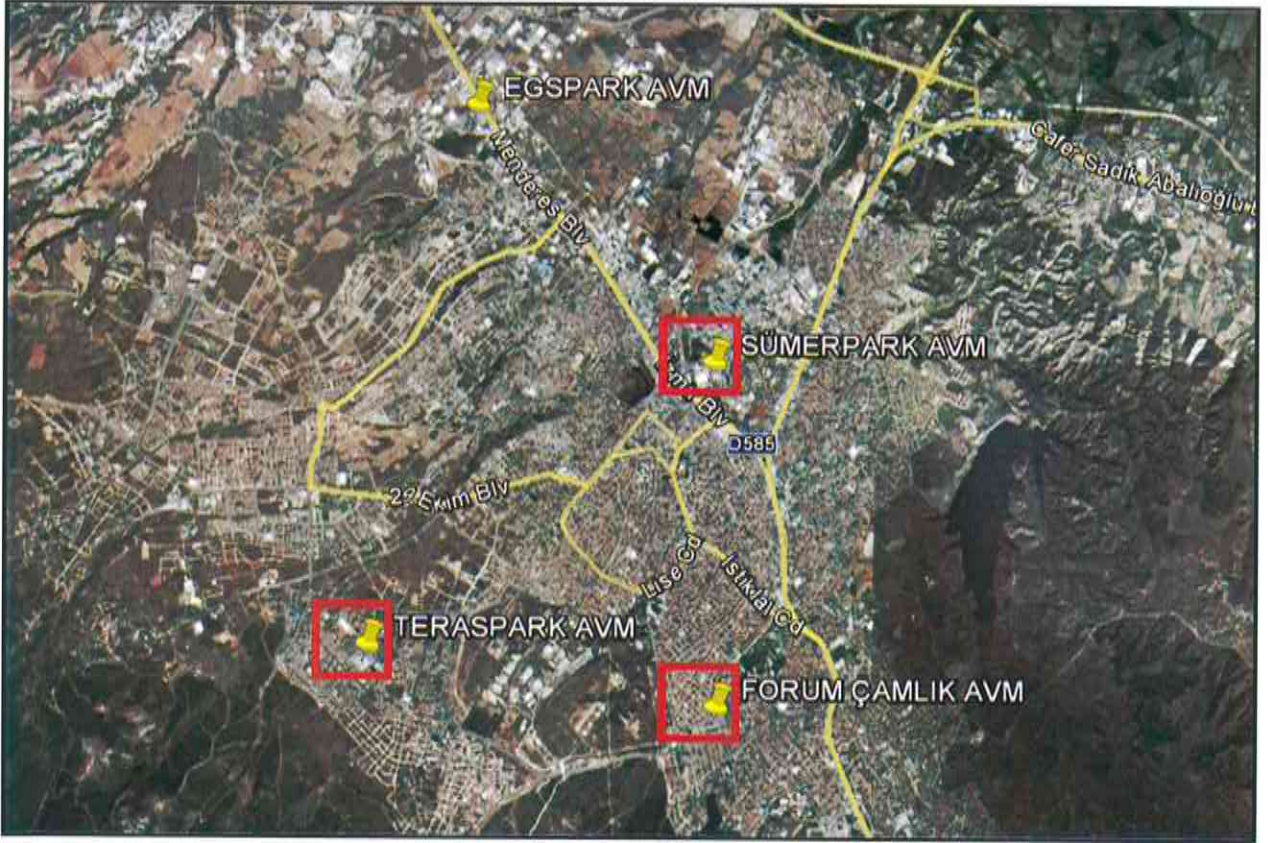 EGSPARK AVM
Menderes Blv
Cafer Sadık Abalıoğlu
SÜMERPARK AVM
Blv
D585
Ekim Blv
Lise Cd
İstiklal Cd
TERASPARK AVM
FORUM ÇAMLIK AVM